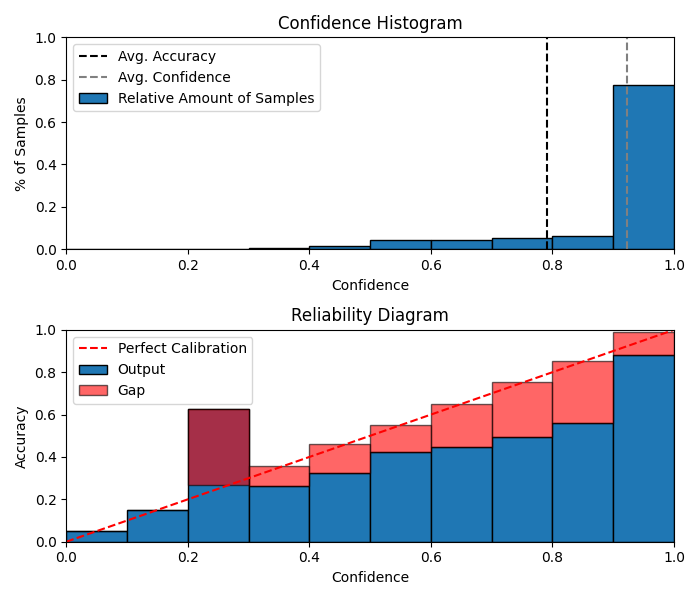 Confidence Histogram
1.0
0.8
0.6
0.4
0.2
0.0
% of Samples
Avg. Accuracy
Avg. Confidence
Relative Amount of Samples
0.0 0.2 0.4 0.6 0.8 1.0
Confidence
Reliability Diagram
1.0
0.8
0.6
0.4
0.2
0.0
Accuracy
Perfect Calibration
Output
Gap
0.0 0.2 0.4 0.6 0.8 1.0
Confidence